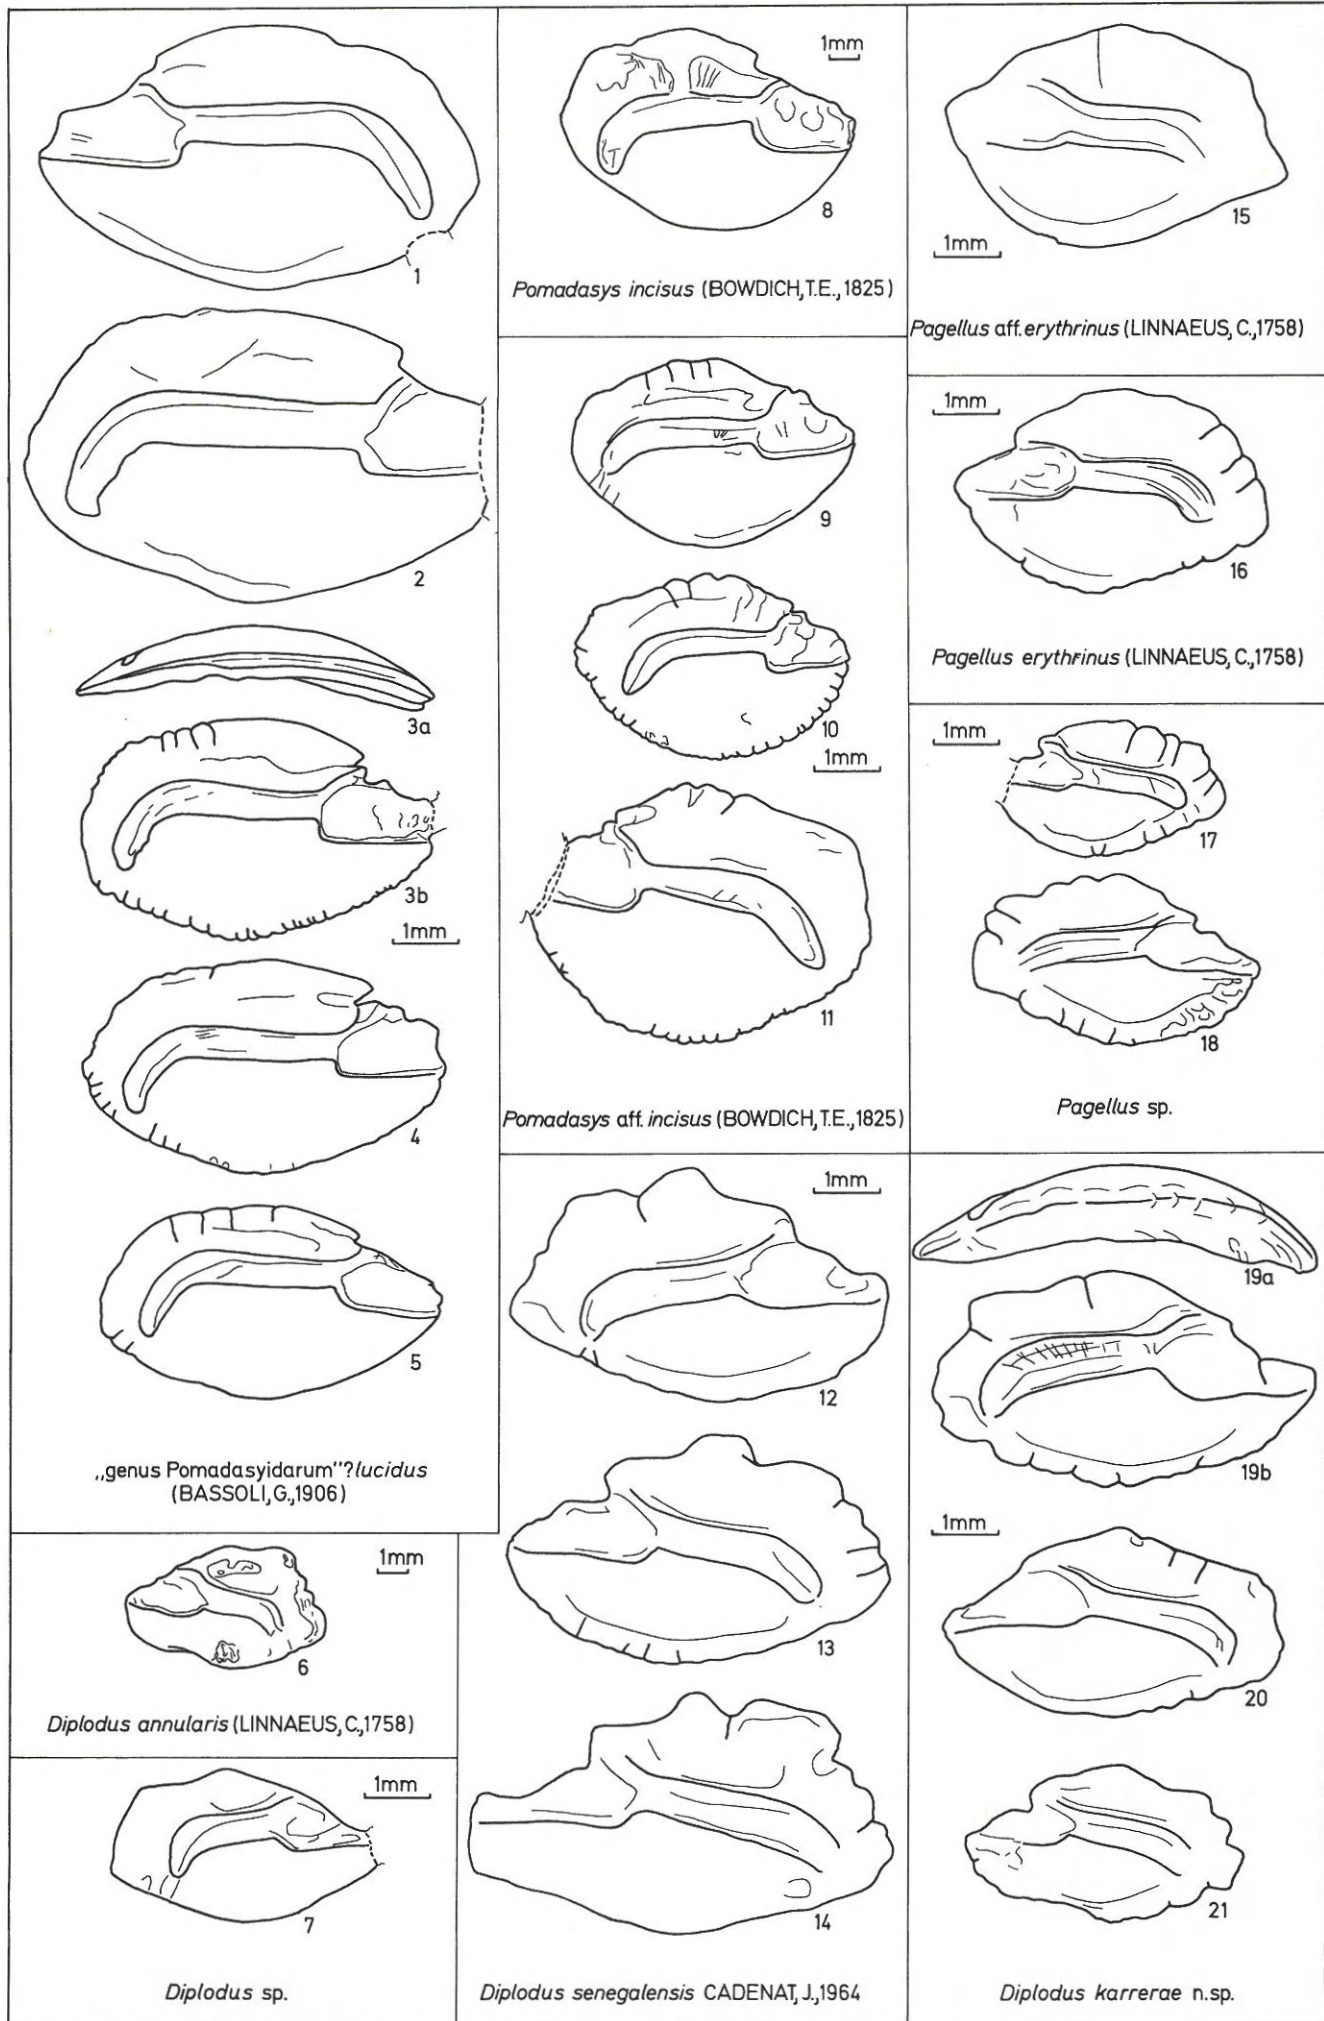 1
2
3a
3b
1mm
4
5
„genus Pomadasyidarum"?lucidus
(BASSOLI, G., 1906)
1mm
6
Diplodus annularis (LINNAEUS, C., 1758)
1mm
7
Diplodus sp.
1mm
8
Pomadasys incisus (BOWDICH, T.E., 1825)
9
10
1mm
11
Pomadasys aff. incisus (BOWDICH, T.E., 1825)
1mm
12
13
14
Diplodus senegalensis CADENAT, J., 1964
15
1mm
Pagellus aff. erythrinus (LINNAEUS, C., 1758)
1mm
16
Pagellus erythrinus (LINNAEUS, C., 1758)
1mm
17
18
Pagellus sp.
19a
19b
1mm
20
21
Diplodus karrerae n.sp.